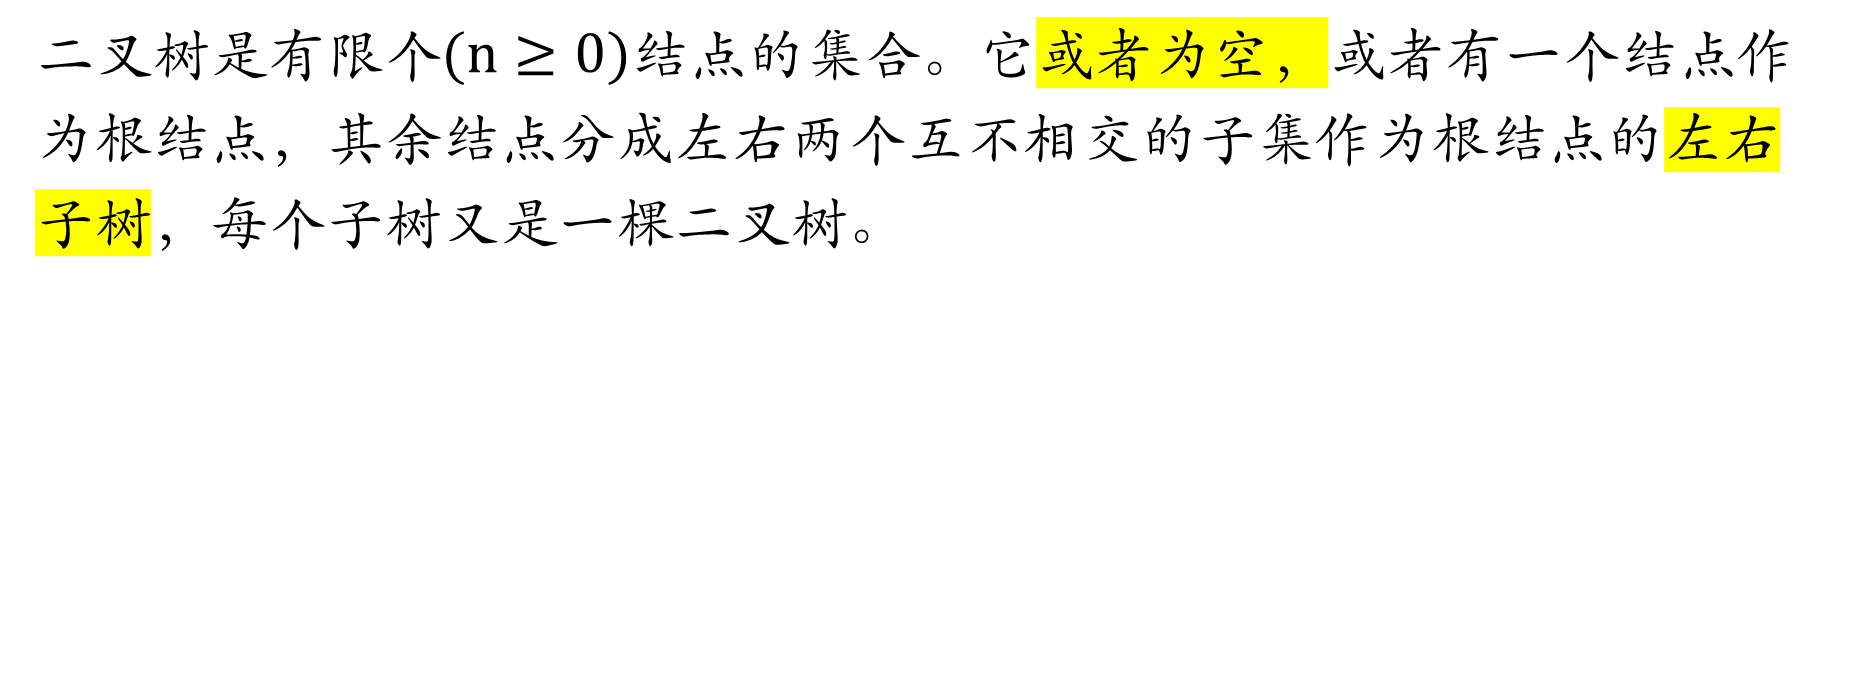 二叉树是有限个(n ≥ 0)结点的集合。它或者为空，或者有一个结点作
为根结点，其余结点分成左右两个互不相交的子集作为根结点的左右
子树，每个子树又是一棵二叉树。